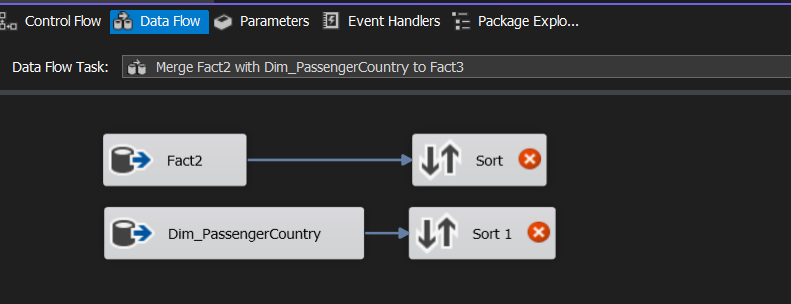 Control Flow Data Flow Parameters Event Handlers Package Explo...
Data Flow Task: Merge Fact2 with Dim_PassengerCountry to Fact3
Fact2 Sort
Dim_PassengerCountry Sort 1